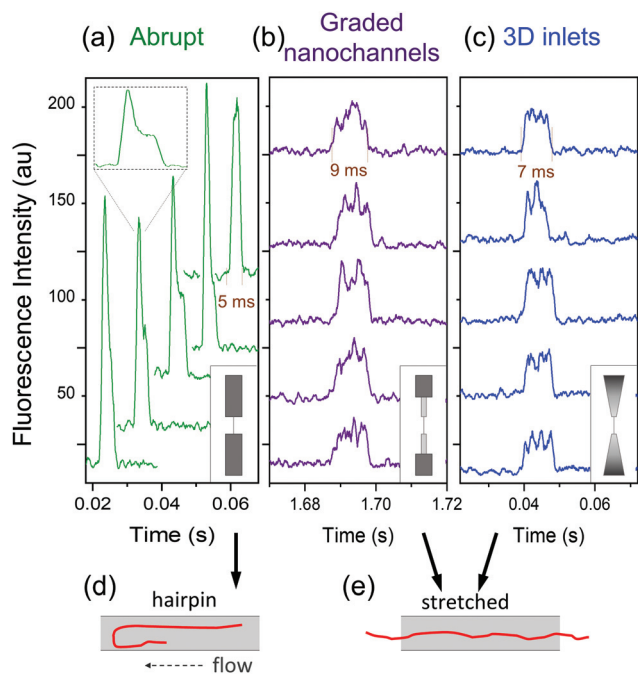 (a) Abrupt
(b) Graded
nanochannels
(c) 3D inlets
Fluorescence Intensity (au)
200
150
100
50
5 ms
9 ms
7 ms
0.02 0.04 0.06
1.68 1.70 1.72
0.04 0.06
Time (s)
Time (s)
Time (s)
(d)
hairpin
flow
(e)
stretched